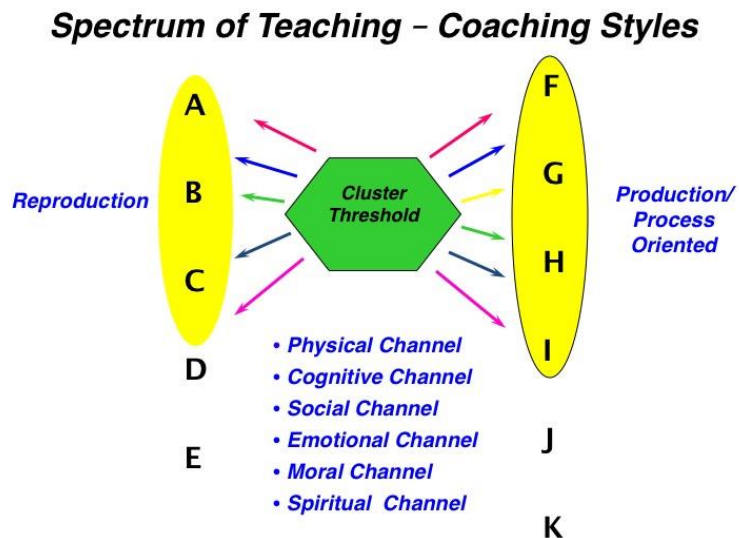 Spectrum of Teaching – Coaching Styles
A
B
C
D
E
Reproduction
Cluster
Threshold
F
G
H
I
J
K
Production/
Process
Oriented
• Physical Channel
• Cognitive Channel
• Social Channel
• Emotional Channel
• Moral Channel
• Spiritual Channel